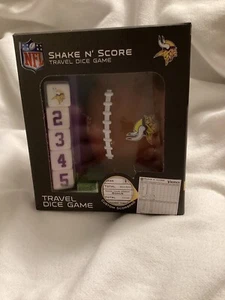 NFL
SHAKE N' SCORE
TRAVEL DICE GAME
2
3
4
5
TRAVEL
DICE GAME